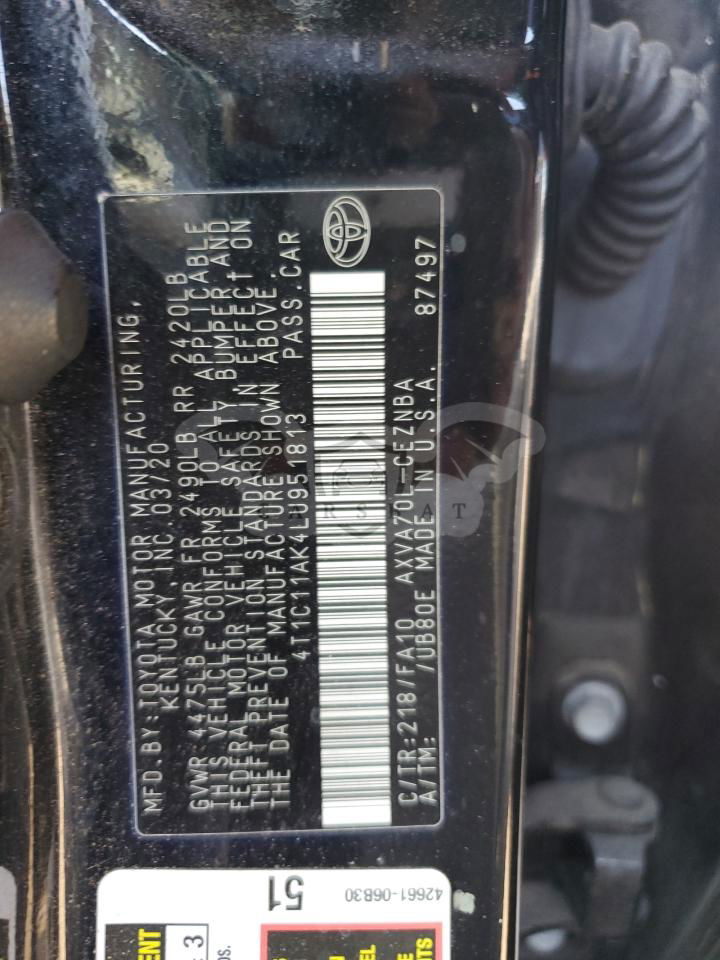 MFD.BY:TOYOTA MOTOR MANUFACTURING,
KENTUCKY, INC. 03/20
GVWR 4475LB GAWR FR 2490LB RR 2420LB
THIS VEHICLE CONFORMS TO ALL APPLICABLE
FEDERAL MOTOR VEHICLE SAFETY, BUMPER AND
THEFT PREVENTION STANDARDS IN EFFECT ON
THE DATE OF MANUFACTURE SHOWN ABOVE.
4T1C11AK4LU951813 PASS.CAR
C/TR:218/FA10 AXVA70L-CEZNBA
A/TM: /UB80E MADE IN U.S.A. 87497
51
42661-06B30
3